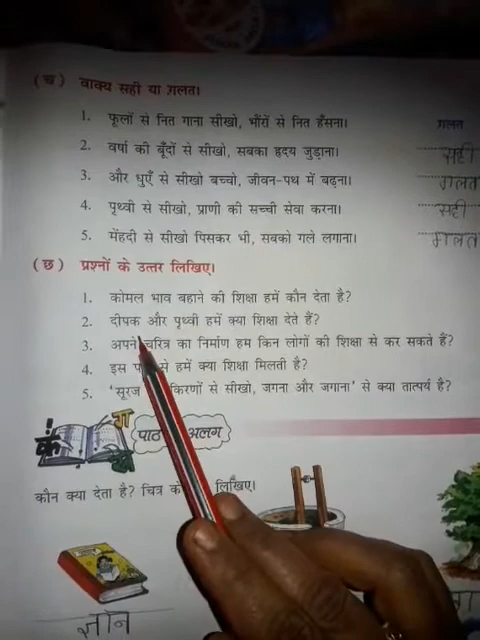 (च) वाक्य सही या ग़लत।
1. फूलों से नित गाना सीखो, भौंरों से नित हँसना। ग़लत
2. वर्षा की बूँदों से सीखो, सबका हृदय जुड़ाना। सही
3. और धुएँ से सीखो बच्चो, जीवन-पथ में बढ़ना। गलत
4. पृथ्वी से सीखो, प्राणी की सच्ची सेवा करना। सही
5. मेंहदी से सीखो पिसकर भी, सबको गले लगाना। गलत
(छ) प्रश्नों के उत्तर लिखिए।
1. कोमल भाव बहाने की शिक्षा हमें कौन देता है?
2. दीपक और पृथ्वी हमें क्या शिक्षा देते हैं?
3. अपने चरित्र का निर्माण हम किन लोगों की शिक्षा से कर सकते हैं?
4. इस से हमें क्या शिक्षा मिलती है?
5. 'सूरज किरणों से सीखो, जगना और जगाना' से क्या तात्पर्य है?
क ग
पाठ अलग
कौन क्या देता है? चित्र के लिखिए।
ज्ञान